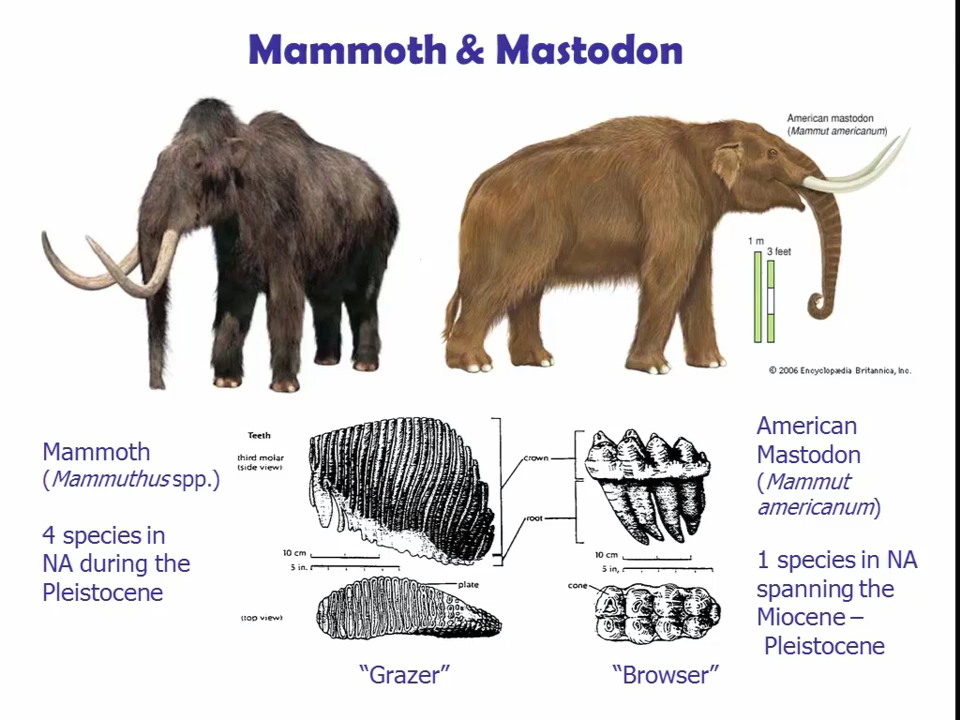 Mammoth & Mastodon
American mastodon
(Mammut americanum)
1 m
3 feet
© 2006 Encyclopædia Britannica, Inc.
Mammoth
(Mammuthus spp.)
4 species in
NA during the
Pleistocene
Teeth
third molar
(side view)
crown
root
10 cm
5 in.
10 cm
5 in.
plate
cone
(top view)
"Grazer"
"Browser"
American
Mastodon
(Mammut
americanum)
1 species in NA
spanning the
Miocene –
Pleistocene